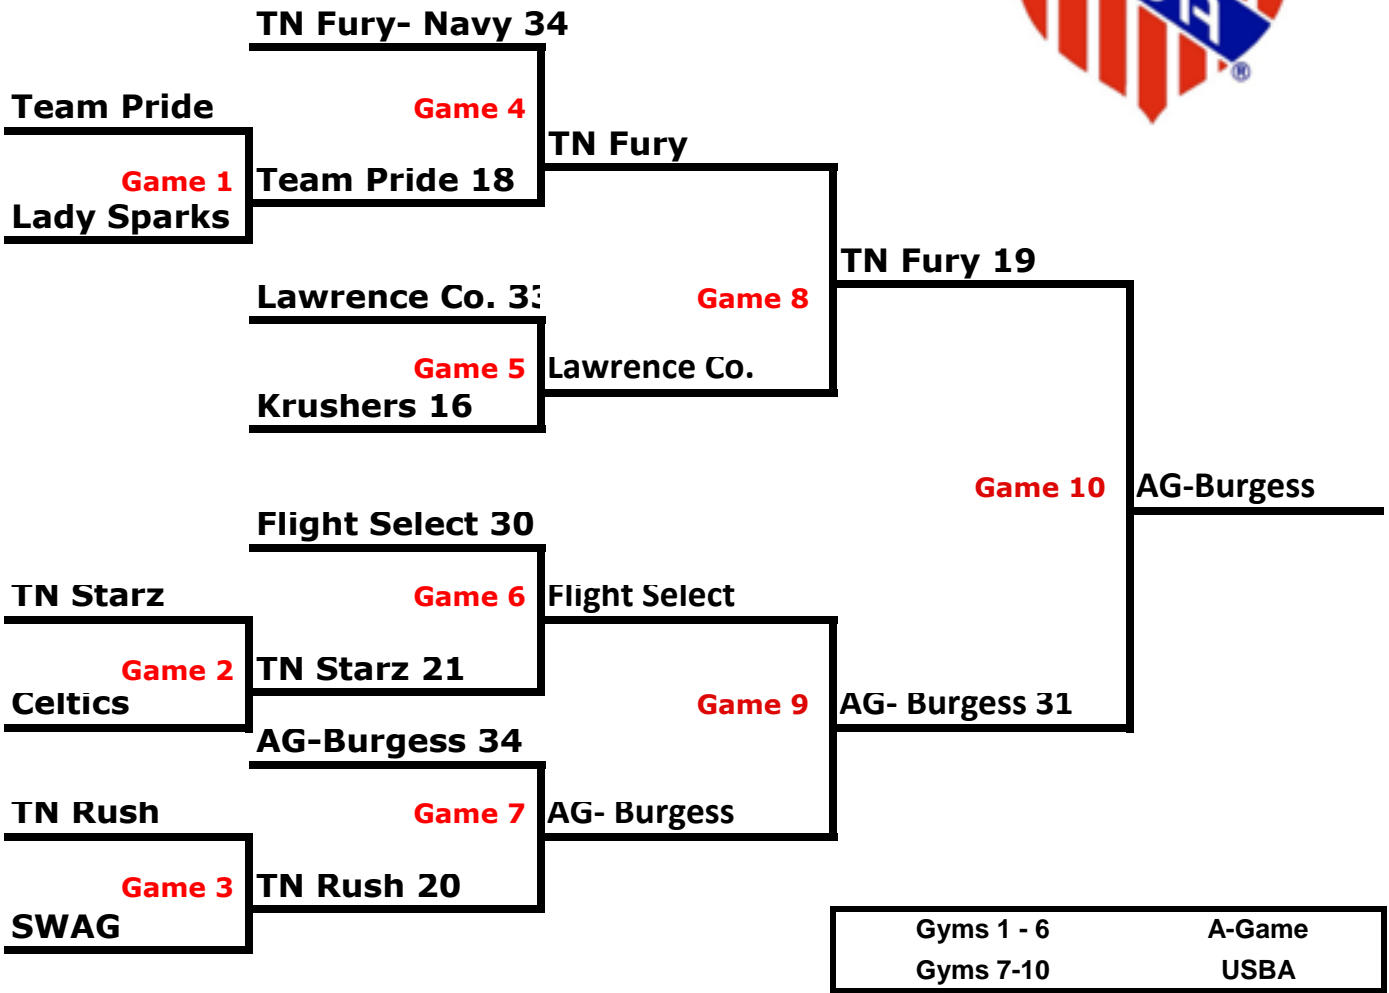 TN Fury- Navy 34
Team Pride
Game 4
TN Fury
Game 1
Team Pride 18
Lady Sparks
TN Fury 19
Lawrence Co. 33
Game 8
Game 5
Lawrence Co.
Krushers 16
Game 10
AG-Burgess
Flight Select 30
TN Starz
Game 6
Flight Select
Game 2
TN Starz 21
Celtics
Game 9
AG- Burgess 31
AG-Burgess 34
TN Rush
Game 7
AG- Burgess
Game 3
TN Rush 20
SWAG
Gyms 1 - 6 A-Game
Gyms 7-10 USBA
®